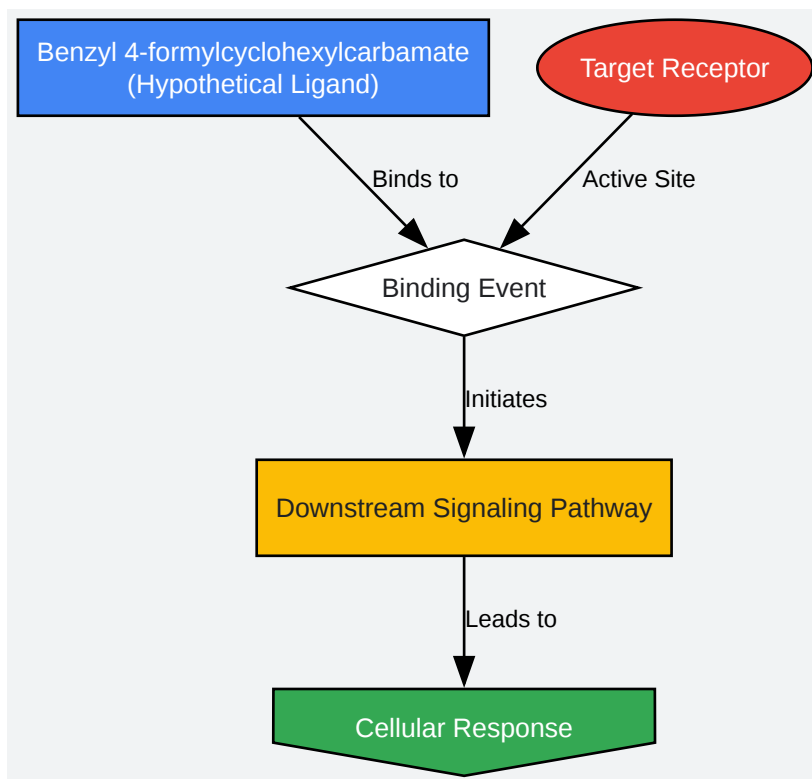 Benzyl 4-formylcyclohexylcarbamate
(Hypothetical Ligand)
Target Receptor
Binds to
Active Site
Binding Event
Initiates
Downstream Signaling Pathway
Leads to
Cellular Response